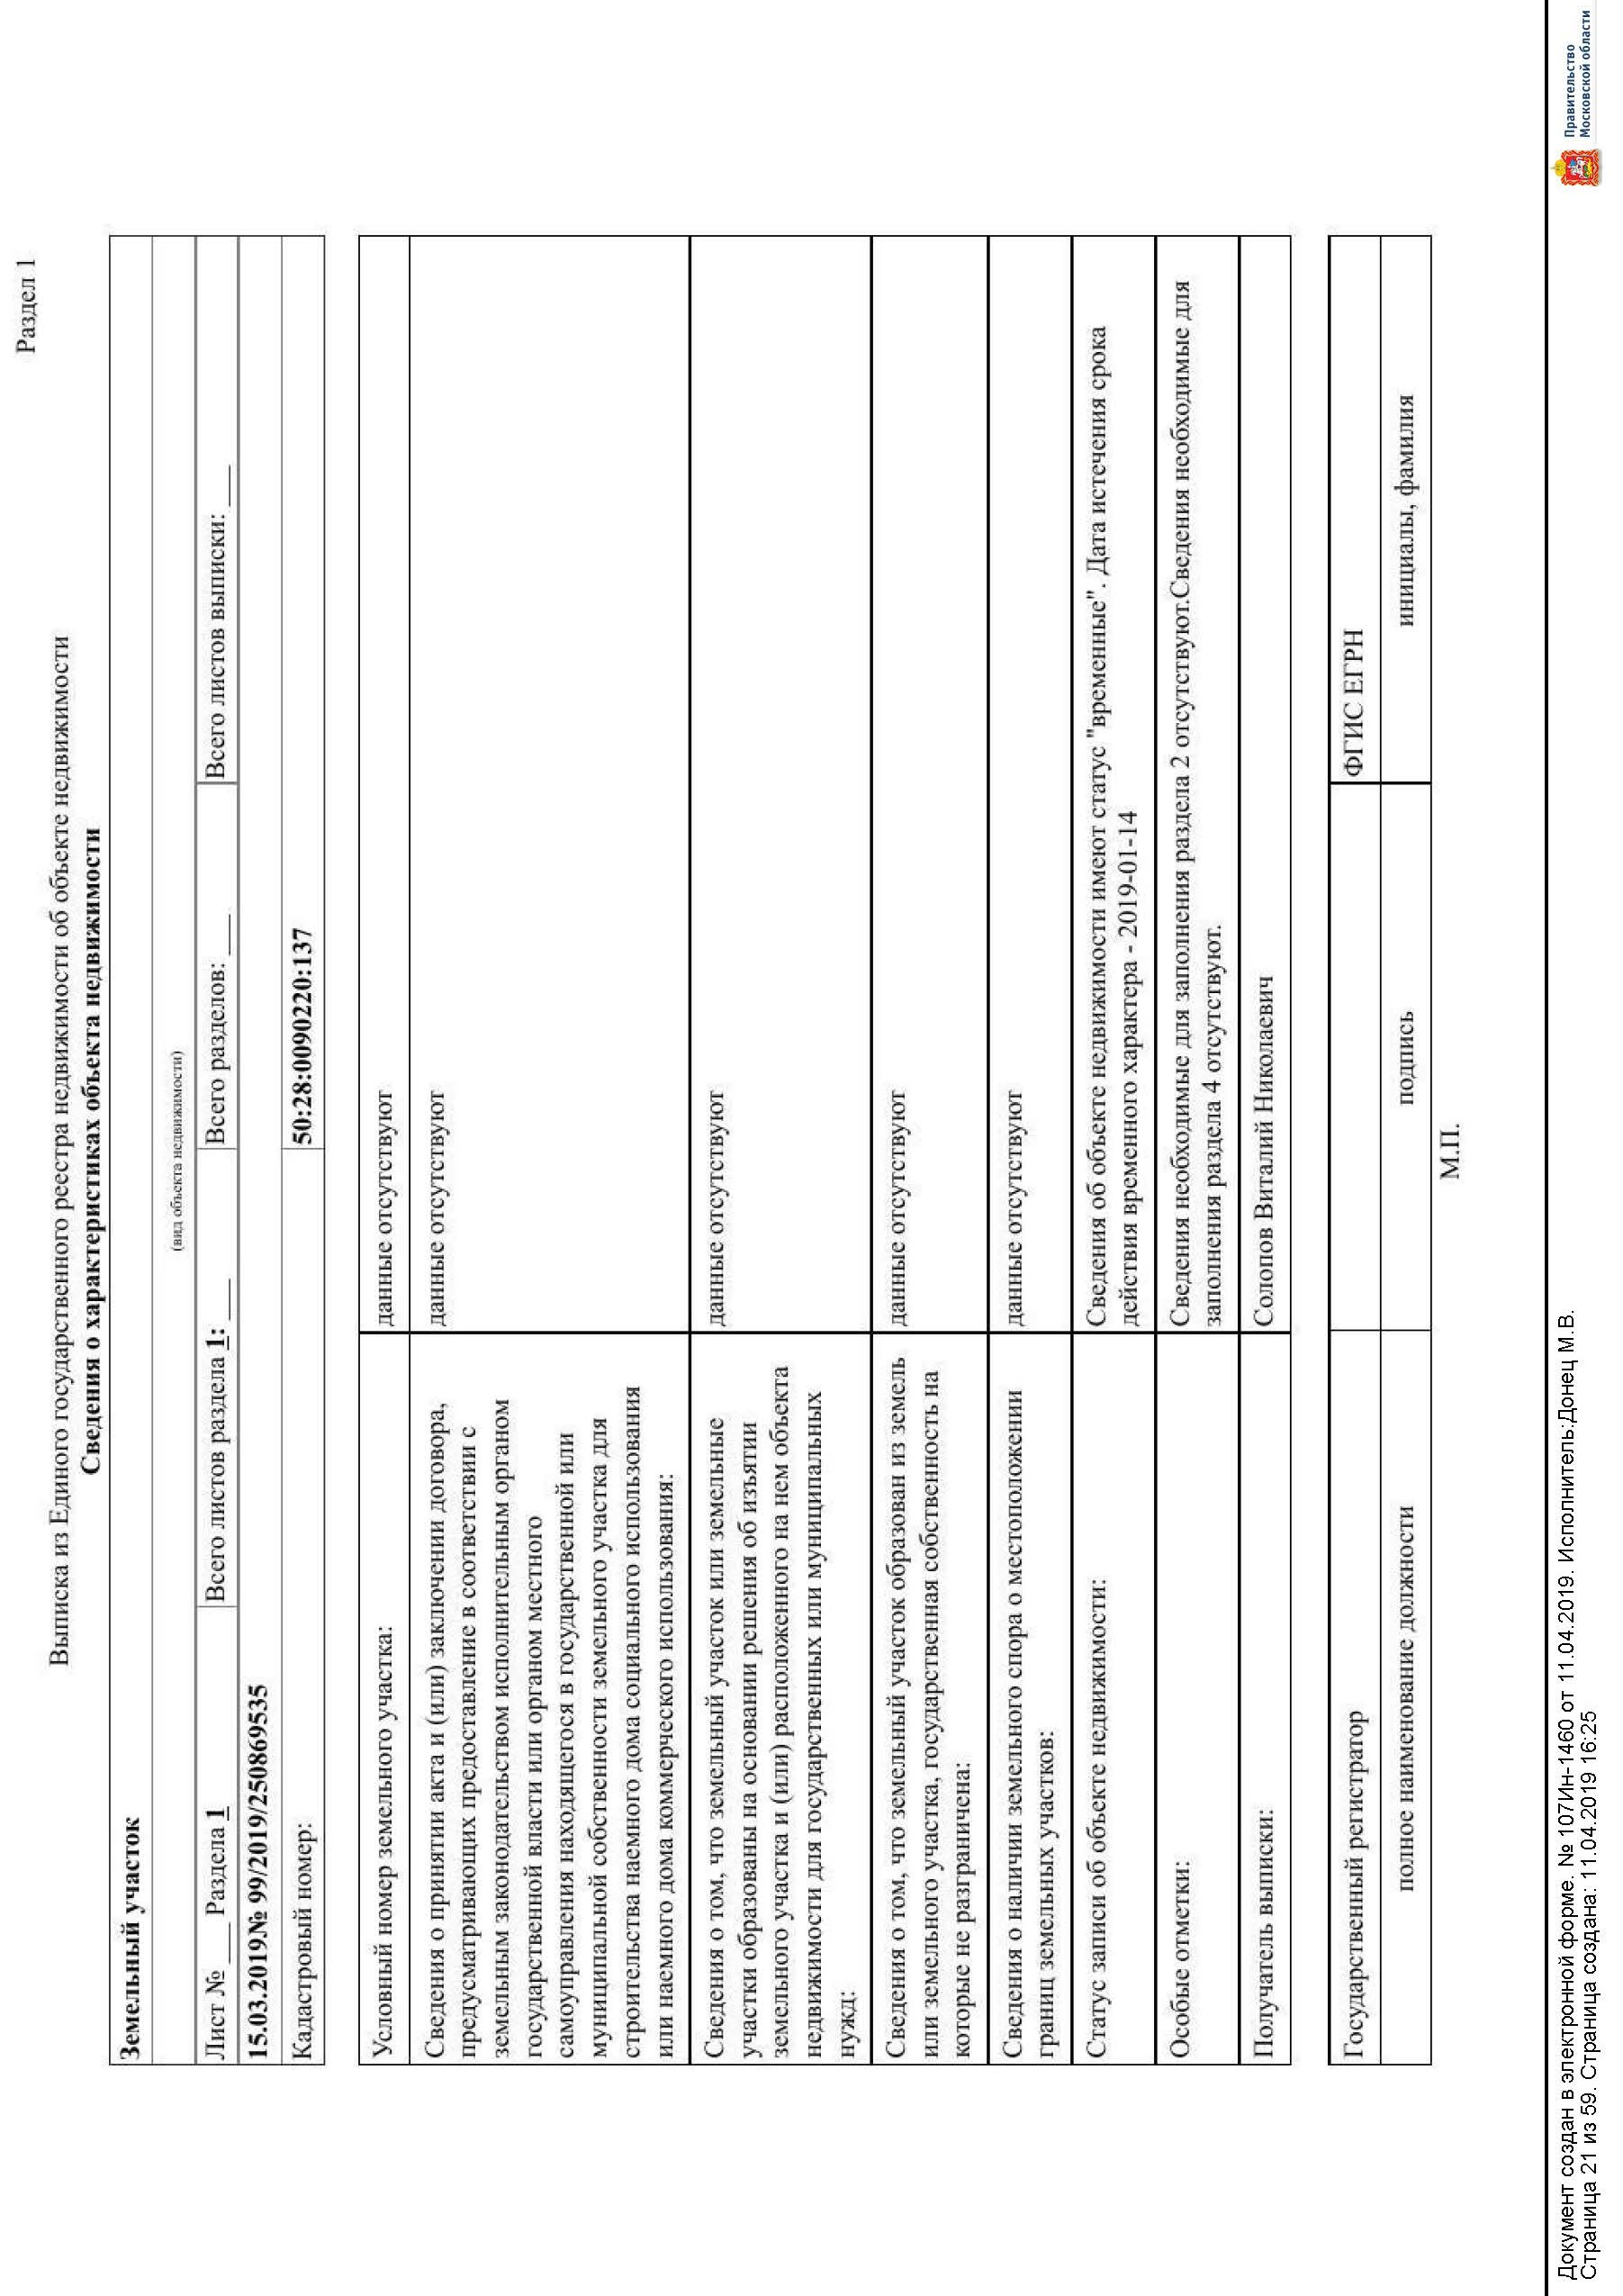 Раздел 1
Выписка из Единого государственного реестра недвижимости об объекте недвижимости
Сведения о характеристиках объекта недвижимости
Земельный участок
(вид объекта недвижимости)
Лист № ___ Раздела 1 Всего листов раздела 1: ___ Всего разделов: ___ Всего листов выписки: ___
15.03.2019№ 99/2019/250869535
Кадастровый номер: 50:28:0090220:137
Условный номер земельного участка: данные отсутствуют
Сведения о принятии акта и (или) заключении договора, данные отсутствуют
предусматривающих предоставление в соответствии с
земельным законодательством исполнительным органом
государственной власти или органом местного
самоуправления находящегося в государственной или
муниципальной собственности земельного участка для
строительства наемного дома социального использования
или наемного дома коммерческого использования:
Сведения о том, что земельный участок или земельные данные отсутствуют
участки образованы на основании решения об изъятии
земельного участка и (или) расположенного на нем объекта
недвижимости для государственных или муниципальных
нужд:
Сведения о том, что земельный участок образован из земель данные отсутствуют
или земельного участка, государственная собственность на
которые не разграничена:
Сведения о наличии земельного спора о местоположении данные отсутствуют
границ земельных участков:
Статус записи об объекте недвижимости: Сведения об объекте недвижимости имеют статус "временные". Дата истечения срока
действия временного характера - 2019-01-14
Особые отметки: Сведения необходимые для заполнения раздела 2 отсутствуют.Сведения необходимые для
заполнения раздела 4 отсутствуют.
Получатель выписки: Солопов Виталий Николаевич
Государственный регистратор ФГИС ЕГРН
полное наименование должности подпись инициалы, фамилия
М.П.
Документ создан в электронной форме. № 107Ин-1460 от 11.04.2019. Исполнитель:Донец М.В.
Страница 21 из 59. Страница создана: 11.04.2019 16:25
Правительство
Московской области